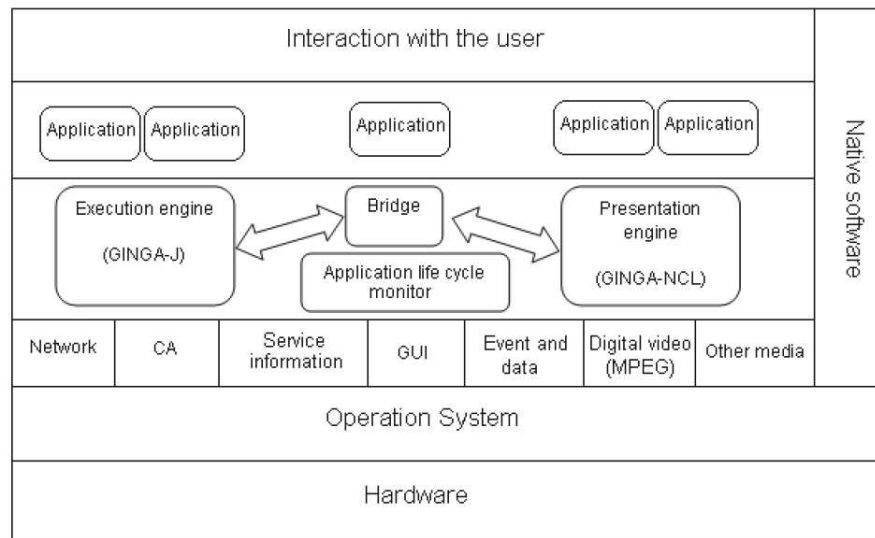 Interaction with the user
Native software
Application
Application
Application
Application
Application
Execution engine
(GINGA-J)
Bridge
Application life cycle
monitor
Presentation
engine
(GINGA-NCL)
Network
CA
Service
information
GUI
Event and
data
Digital video
(MPEG)
Other media
Operation System
Hardware